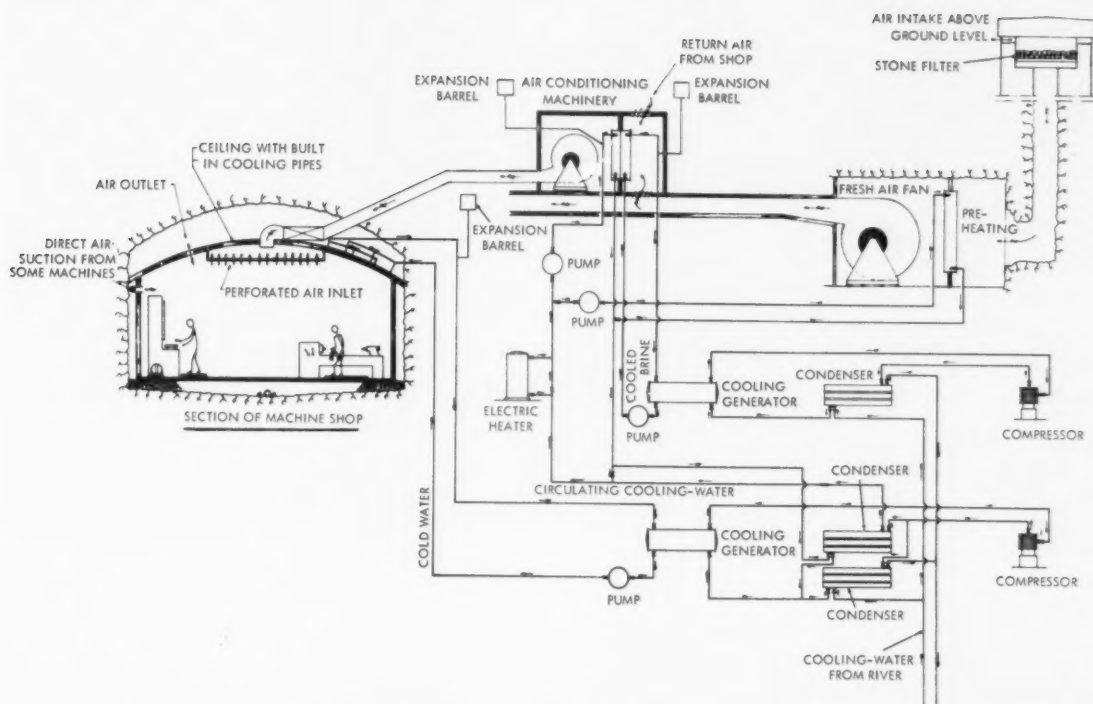 AIR INTAKE ABOVE
GROUND LEVEL
STONE FILTER
RETURN AIR
FROM SHOP
EXPANSION
BARREL
AIR CONDITIONING
MACHINERY
EXPANSION
BARREL
CEILING WITH BUILT
IN COOLING PIPES
AIR OUTLET
DIRECT AIR-
SUCTION FROM
SOME MACHINES
EXPANSION
BARREL
FRESH AIR FAN
PRE-
HEATING
PERFORATED AIR INLET
PUMP
PUMP
SECTION OF MACHINE SHOP
ELECTRIC
HEATER
COOLED
BRINE
PUMP
COOLING
GENERATOR
CONDENSER
COMPRESSOR
CIRCULATING COOLING-WATER
CONDENSER
COLD WATER
COOLING
GENERATOR
COMPRESSOR
PUMP
CONDENSER
COOLING-WATER
FROM RIVER